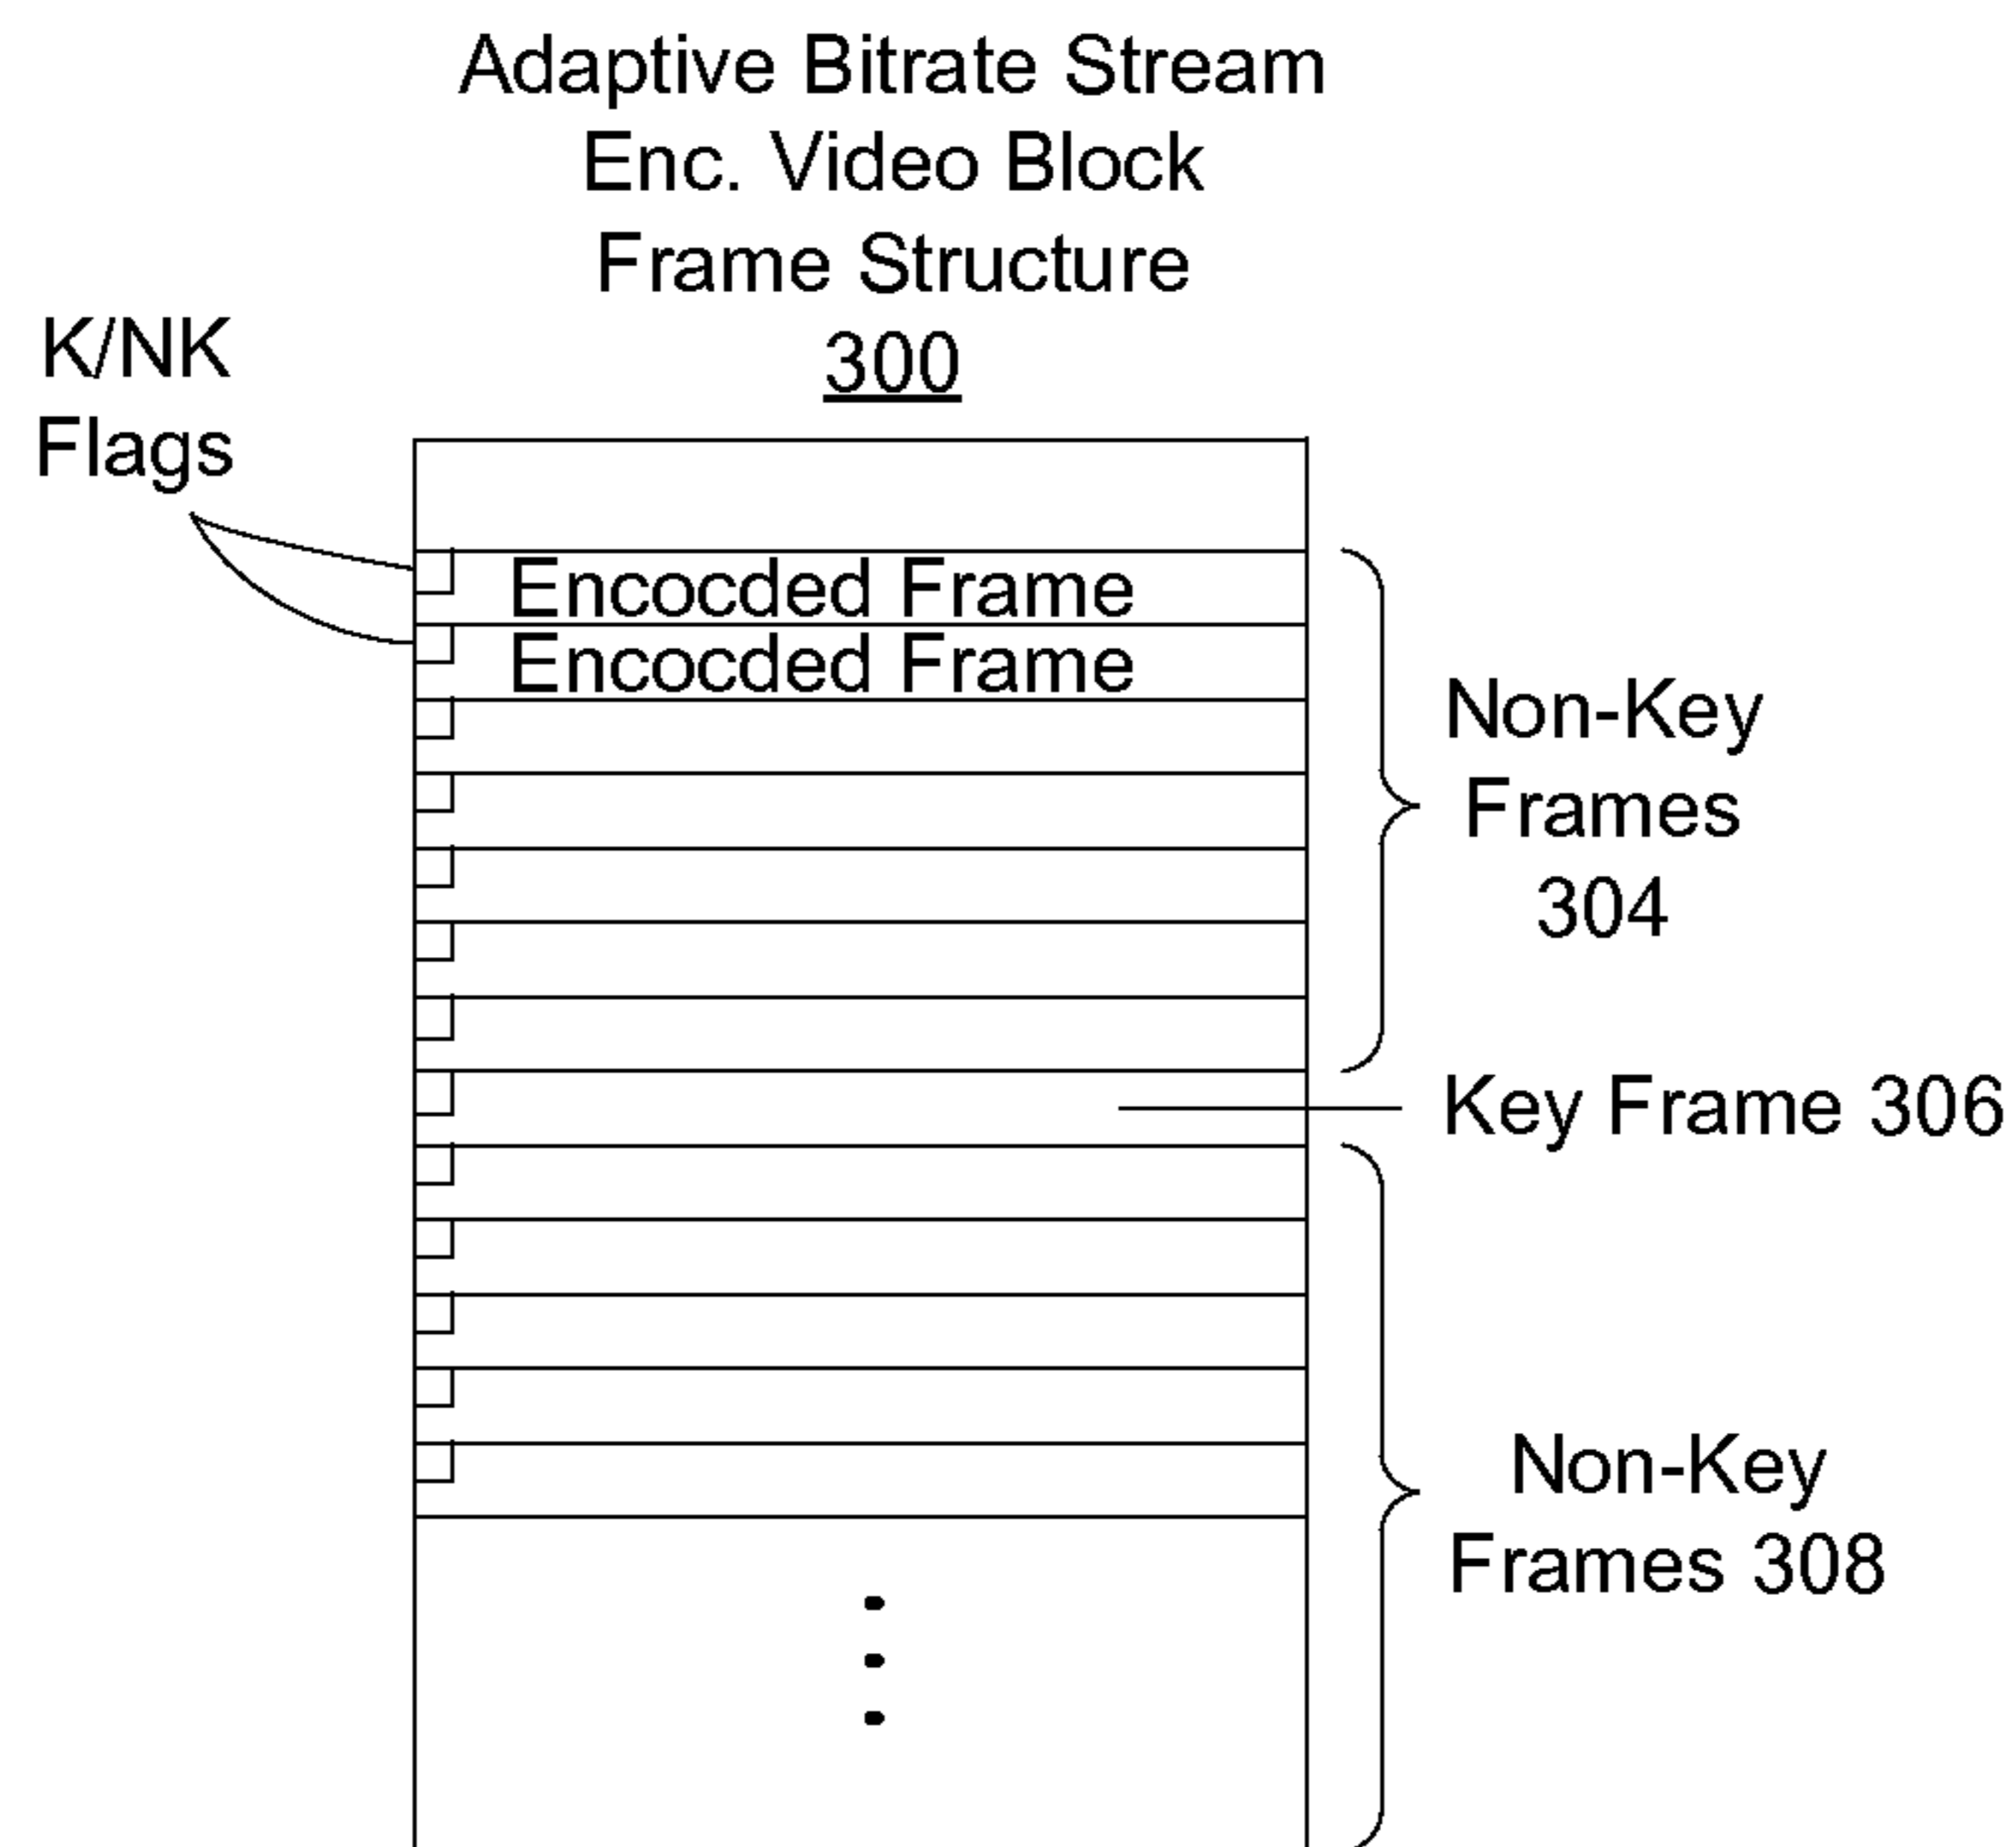 Adaptive Bitrate Stream
Enc. Video Block
Frame Structure
300
K/NK
Flags
Encocded Frame
Encocded Frame
Non-Key
Frames
304
Key Frame 306
Non-Key
Frames 308